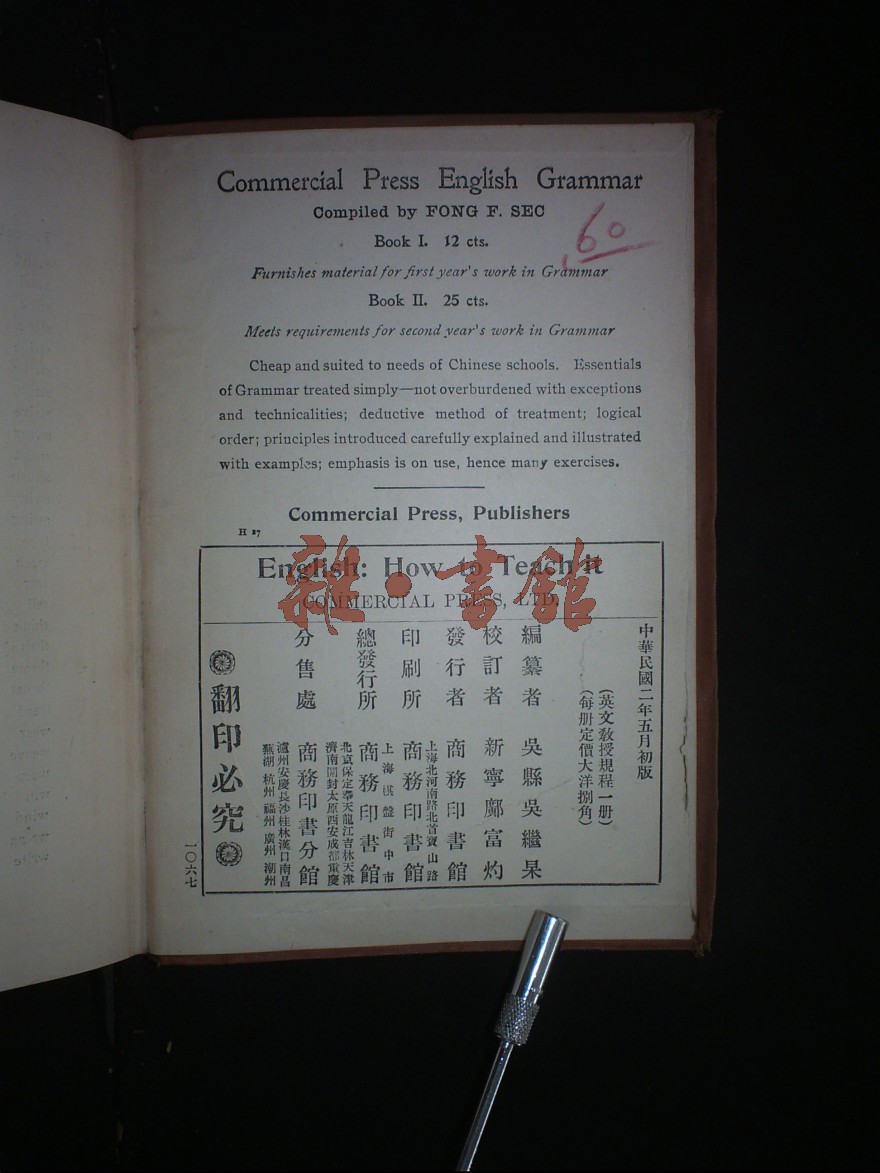 Commercial Press English Grammar
Compiled by FONG F. SEC
Book I. 12 cts.
60
Furnishes material for first year's work in Grammar
Book II. 25 cts.
Meets requirements for second year's work in Grammar
Cheap and suited to needs of Chinese schools. Essentials
of Grammar treated simply—not overburdened with exceptions
and technicalities; deductive method of treatment; logical
order; principles introduced carefully explained and illustrated
with examples; emphasis is on use, hence many exercises.
Commercial Press, Publishers
H 27
English: How to Teach it
COMMERCIAL PRESS, LTD.
雜·書館
中華民國二年五月初版
(英文敎授規程一册)
(每册定價大洋捌角)
編纂者 吳縣吳繼杲
校訂者 新寧鄺富灼
發行者 商務印書館
上海北河南路北首寶山路
印刷所 商務印書館
上海棋盤街中市
總發行所 商務印書館
北京保定奉天龍江吉林天津
濟南開封太原西安成都重慶
分售處 商務印書分館
瀘州安慶長沙桂林漢口南昌
蕪湖杭州福州廣州潮州
翻印必究
一〇六七